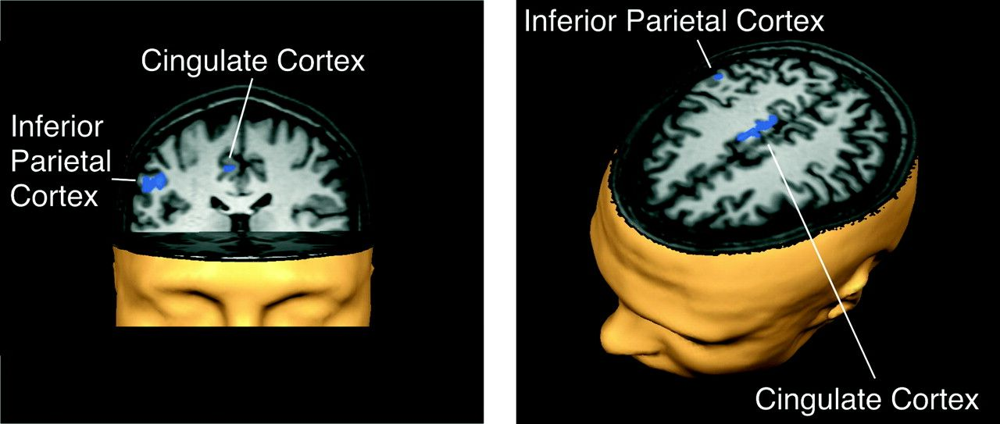 Cingulate Cortex
Inferior
Parietal
Cortex
Inferior Parietal Cortex
Cingulate Cortex